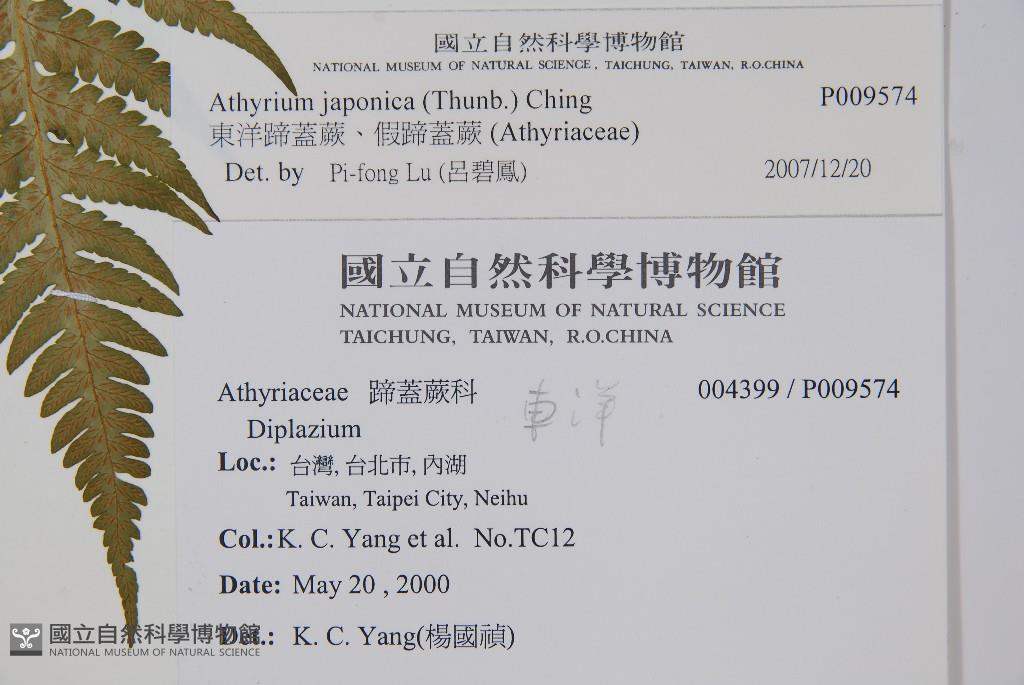 國立自然科學博物館
NATIONAL MUSEUM OF NATURAL SCIENCE, TAICHUNG, TAIWAN, R.O.CHINA
Athyrium japonica (Thunb.) Ching P009574
東洋蹄蓋蕨、假蹄蓋蕨 (Athyriaceae)
Det. by Pi-fong Lu (呂碧鳳) 2007/12/20
國立自然科學博物館
NATIONAL MUSEUM OF NATURAL SCIENCE
TAICHUNG, TAIWAN, R.O.CHINA
Athyriaceae 蹄蓋蕨科 東洋 004399 / P009574
Diplazium
Loc.: 台灣, 台北市, 內湖
Taiwan, Taipei City, Neihu
Col.: K. C. Yang et al. No.TC12
Date: May 20 , 2000
Det.: K. C. Yang(楊國禎)
國立自然科學博物館
NATIONAL MUSEUM OF NATURAL SCIENCE